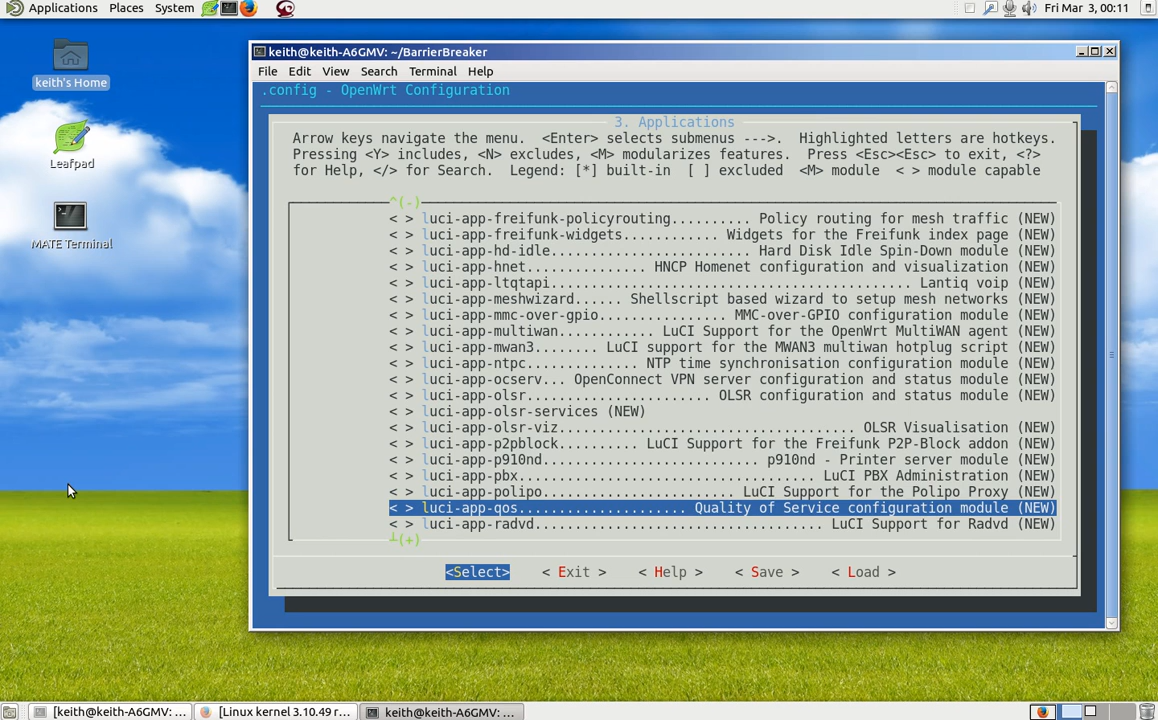 Applications Places System Fri Mar 3, 00:11
keith's Home
Leafpad
MATE Terminal
keith@keith-A6GMV: ~/BarrierBreaker
File Edit View Search Terminal Help
.config - OpenWrt Configuration
3. Applications
Arrow keys navigate the menu. <Enter> selects submenus --->. Highlighted letters are hotkeys.
Pressing <Y> includes, <N> excludes, <M> modularizes features. Press <Esc><Esc> to exit, <?>
for Help, </> for Search. Legend: [*] built-in [ ] excluded <M> module < > module capable
^(-)
< > luci-app-freifunk-policyrouting.......... Policy routing for mesh traffic (NEW)
< > luci-app-freifunk-widgets............ Widgets for the Freifunk index page (NEW)
< > luci-app-hd-idle......................... Hard Disk Idle Spin-Down module (NEW)
< > luci-app-hnet............... HNCP Homenet configuration and visualization (NEW)
< > luci-app-ltqtapi............................................ Lantiq voip (NEW)
< > luci-app-meshwizard...... Shellscript based wizard to setup mesh networks (NEW)
< > luci-app-mmc-over-gpio................ MMC-over-GPIO configuration module (NEW)
< > luci-app-multiwan............ LuCI Support for the OpenWrt MultiWAN agent (NEW)
< > luci-app-mwan3........ LuCI support for the MWAN3 multiwan hotplug script (NEW)
< > luci-app-ntpc.............. NTP time synchronisation configuration module (NEW)
< > luci-app-ocserv... OpenConnect VPN server configuration and status module (NEW)
< > luci-app-olsr....................... OLSR configuration and status module (NEW)
< > luci-app-olsr-services (NEW)
< > luci-app-olsr-viz.................................... OLSR Visualisation (NEW)
< > luci-app-p2pblock.......... LuCI Support for the Freifunk P2P-Block addon (NEW)
< > luci-app-p910nd........................... p910nd - Printer server module (NEW)
< > luci-app-pbx..................................... LuCI PBX Administration (NEW)
< > luci-app-polipo........................ LuCI Support for the Polipo Proxy (NEW)
< > luci-app-qos..................... Quality of Service configuration module (NEW)
< > luci-app-radvd................................... LuCI Support for Radvd (NEW)
┴(+)
<Select> < Exit > < Help > < Save > < Load >
[keith@keith-A6GMV: ... [Linux kernel 3.10.49 r... keith@keith-A6GMV: ~/...